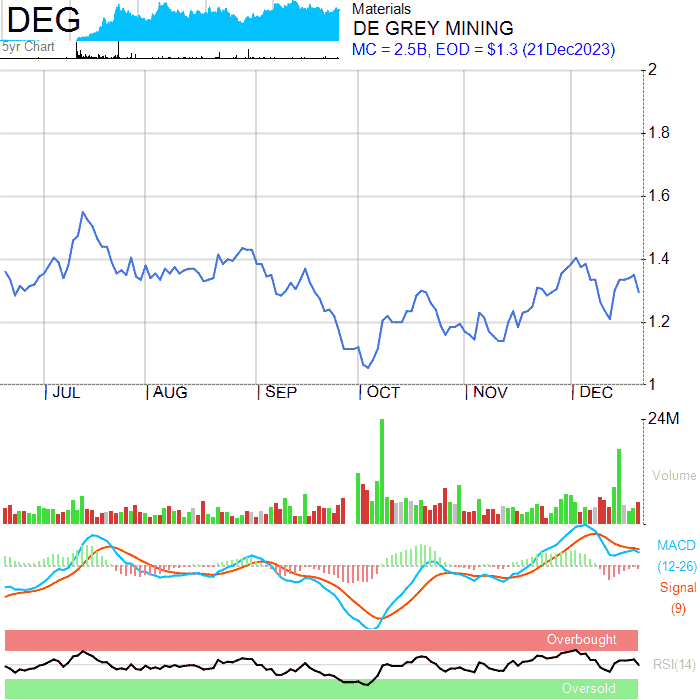 DEG
5yr Chart
Materials
DE GREY MINING
MC = 2.5B, EOD = $1.3 (21Dec2023)
2
1.8
1.6
1.4
1.2
1
JUL AUG SEP OCT NOV DEC
24M
Volume
MACD
(12-26)
Signal
(9)
Overbought
RSI(14)
Oversold